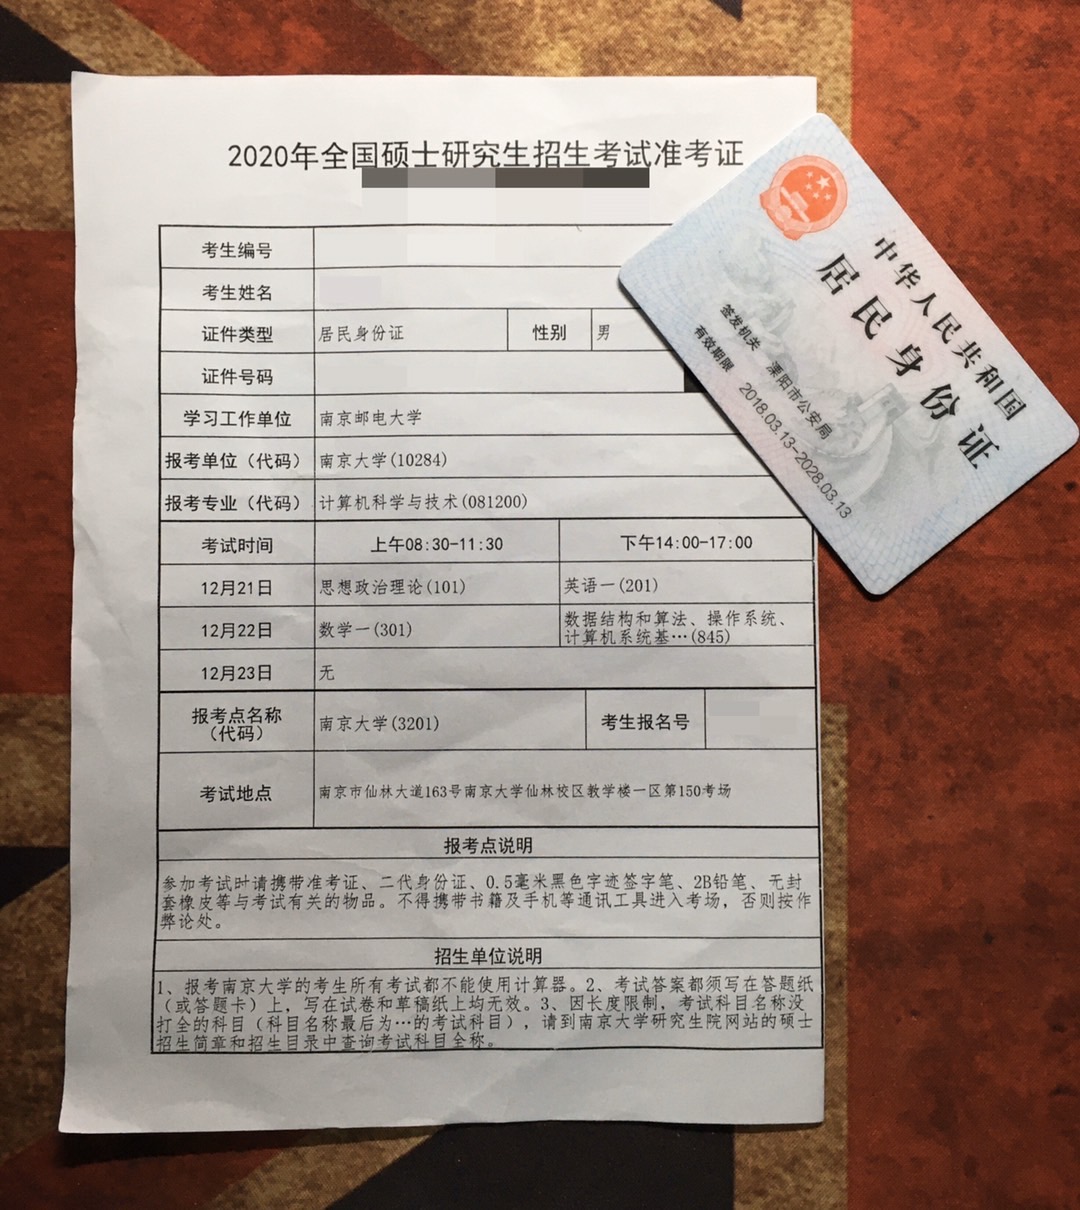 2020年全国硕士研究生招生考试准考证
考生编号
考生姓名
证件类型 居民身份证 性别 男
证件号码
学习工作单位 南京邮电大学
报考单位（代码） 南京大学(10284)
报考专业（代码） 计算机科学与技术(081200)
考试时间 上午08:30-11:30 下午14:00-17:00
12月21日 思想政治理论(101) 英语一(201)
12月22日 数学一(301) 数据结构和算法、操作系统、
计算机系统基…(845)
12月23日 无
报考点名称
（代码） 南京大学(3201) 考生报名号
考试地点 南京市仙林大道163号南京大学仙林校区教学楼一区第150考场
报考点说明
参加考试时请携带准考证、二代身份证、0.5毫米黑色字迹签字笔、2B铅笔、无封
套橡皮等与考试有关的物品。不得携带书籍及手机等通讯工具进入考场，否则按作
弊论处。
招生单位说明
1、报考南京大学的考生所有考试都不能使用计算器。2、考试答案都须写在答题纸
（或答题卡）上，写在试卷和草稿纸上均无效。3、因长度限制，考试科目名称没
打全的科目（科目名称最后为…的考试科目），请到南京大学研究生院网站的硕士
招生简章和招生目录中查询考试科目全称。
中华人民共和国
居民身份证
签发机关 溧阳市公安局
有效期限 2018.03.13-2028.03.13